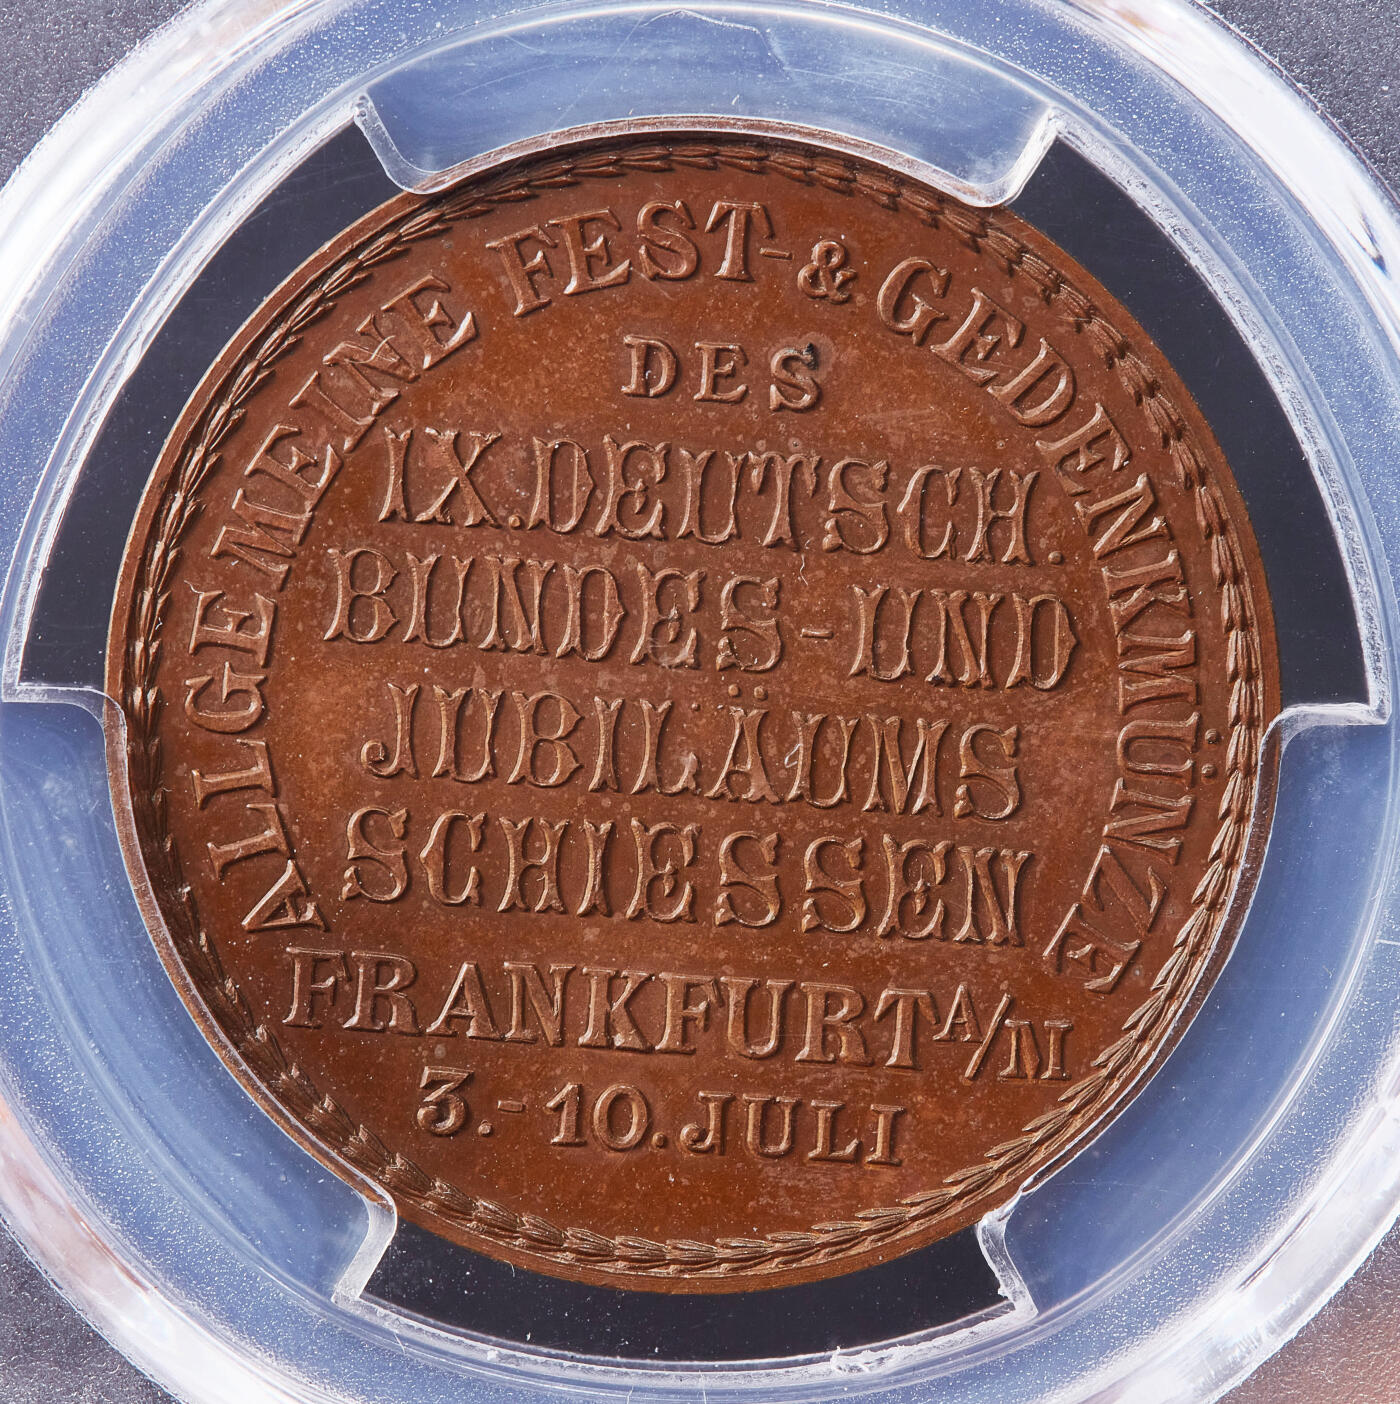 ALLGEMEINE FEST- & GEDENKMÜNZE
DES
IX. DEUTSCH.
BUNDES-UND
JUBILÄUMS
SCHIESSEN
FRANKFURT A/M
3.-10. JULI